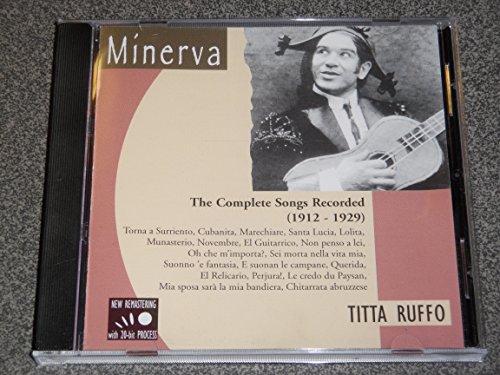 Minerva
The Complete Songs Recorded
(1912 - 1929)
Torna a Surriento, Cubanita, Marechiare, Santa Lucia, Lolita,
Munasterio, Novembre, El Guitarrico, Non penso a lei,
Oh che m'importa?, Sei morta nella vita mia,
Suonno 'e fantasia, E suonan le campane, Querida,
El Relicario, Perjura!, Le credo du Paysan,
Mia sposa sarà la mia bandiera, Chitarrata abruzzese
NEW REMASTERING
with 20-bit PROCESS
TITTA RUFFO